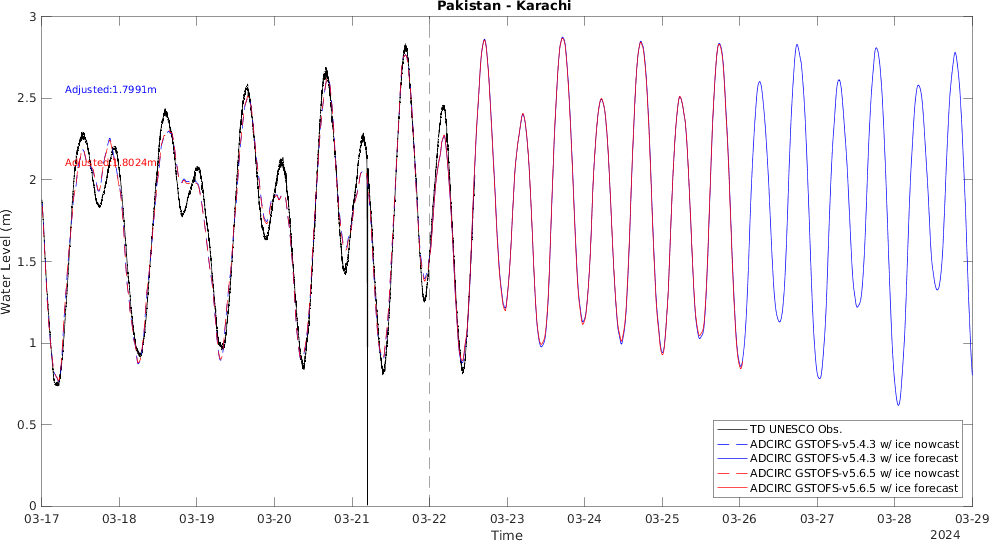 Pakistan - Karachi
3
2.5
2
1.5
1
0.5
0
Water Level (m)
Adjusted:1.7991m
Adjusted:1.8024m
TD UNESCO Obs.
ADCIRC GSTOFS-v5.4.3 w/ ice nowcast
ADCIRC GSTOFS-v5.4.3 w/ ice forecast
ADCIRC GSTOFS-v5.6.5 w/ ice nowcast
ADCIRC GSTOFS-v5.6.5 w/ ice forecast
03-17 03-18 03-19 03-20 03-21 03-22 03-23 03-24 03-25 03-26 03-27 03-28 03-29
Time
2024